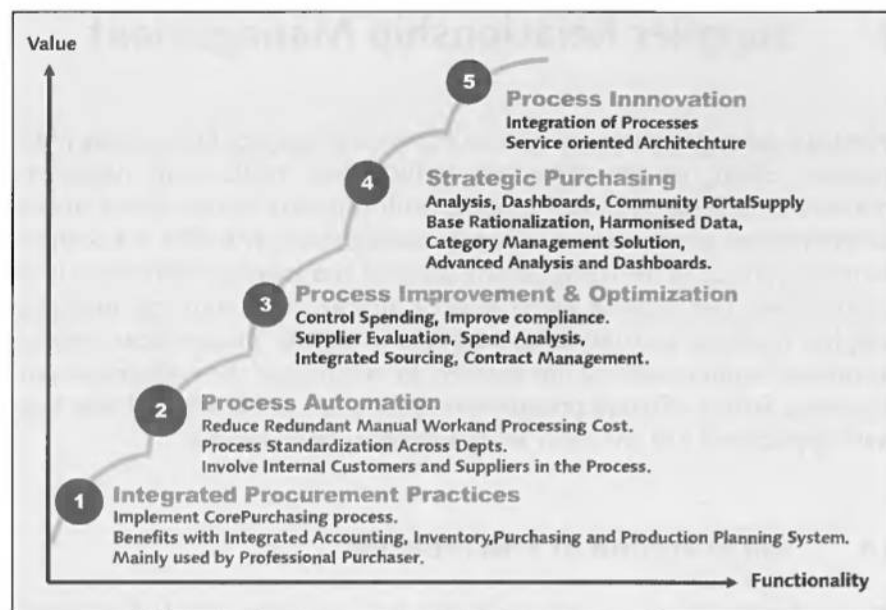 Value
5
Process Innnovation
Integration of Processes
Service oriented Architechture
4
Strategic Purchasing
Analysis, Dashboards, Community PortalSupply
Base Rationalization, Harmonised Data,
Category Management Solution,
Advanced Analysis and Dashboards.
3
Process Improvement & Optimization
Control Spending, Improve compliance.
Supplier Evaluation, Spend Analysis,
Integrated Sourcing, Contract Management.
2
Process Automation
Reduce Redundant Manual Workand Processing Cost.
Process Standardization Across Depts.
Involve Internal Customers and Suppliers in the Process.
1
Integrated Procurement Practices
Implement CorePurchasing process.
Benefits with Integrated Accounting, Inventory,Purchasing and Production Planning System.
Mainly used by Professional Purchaser.
Functionality